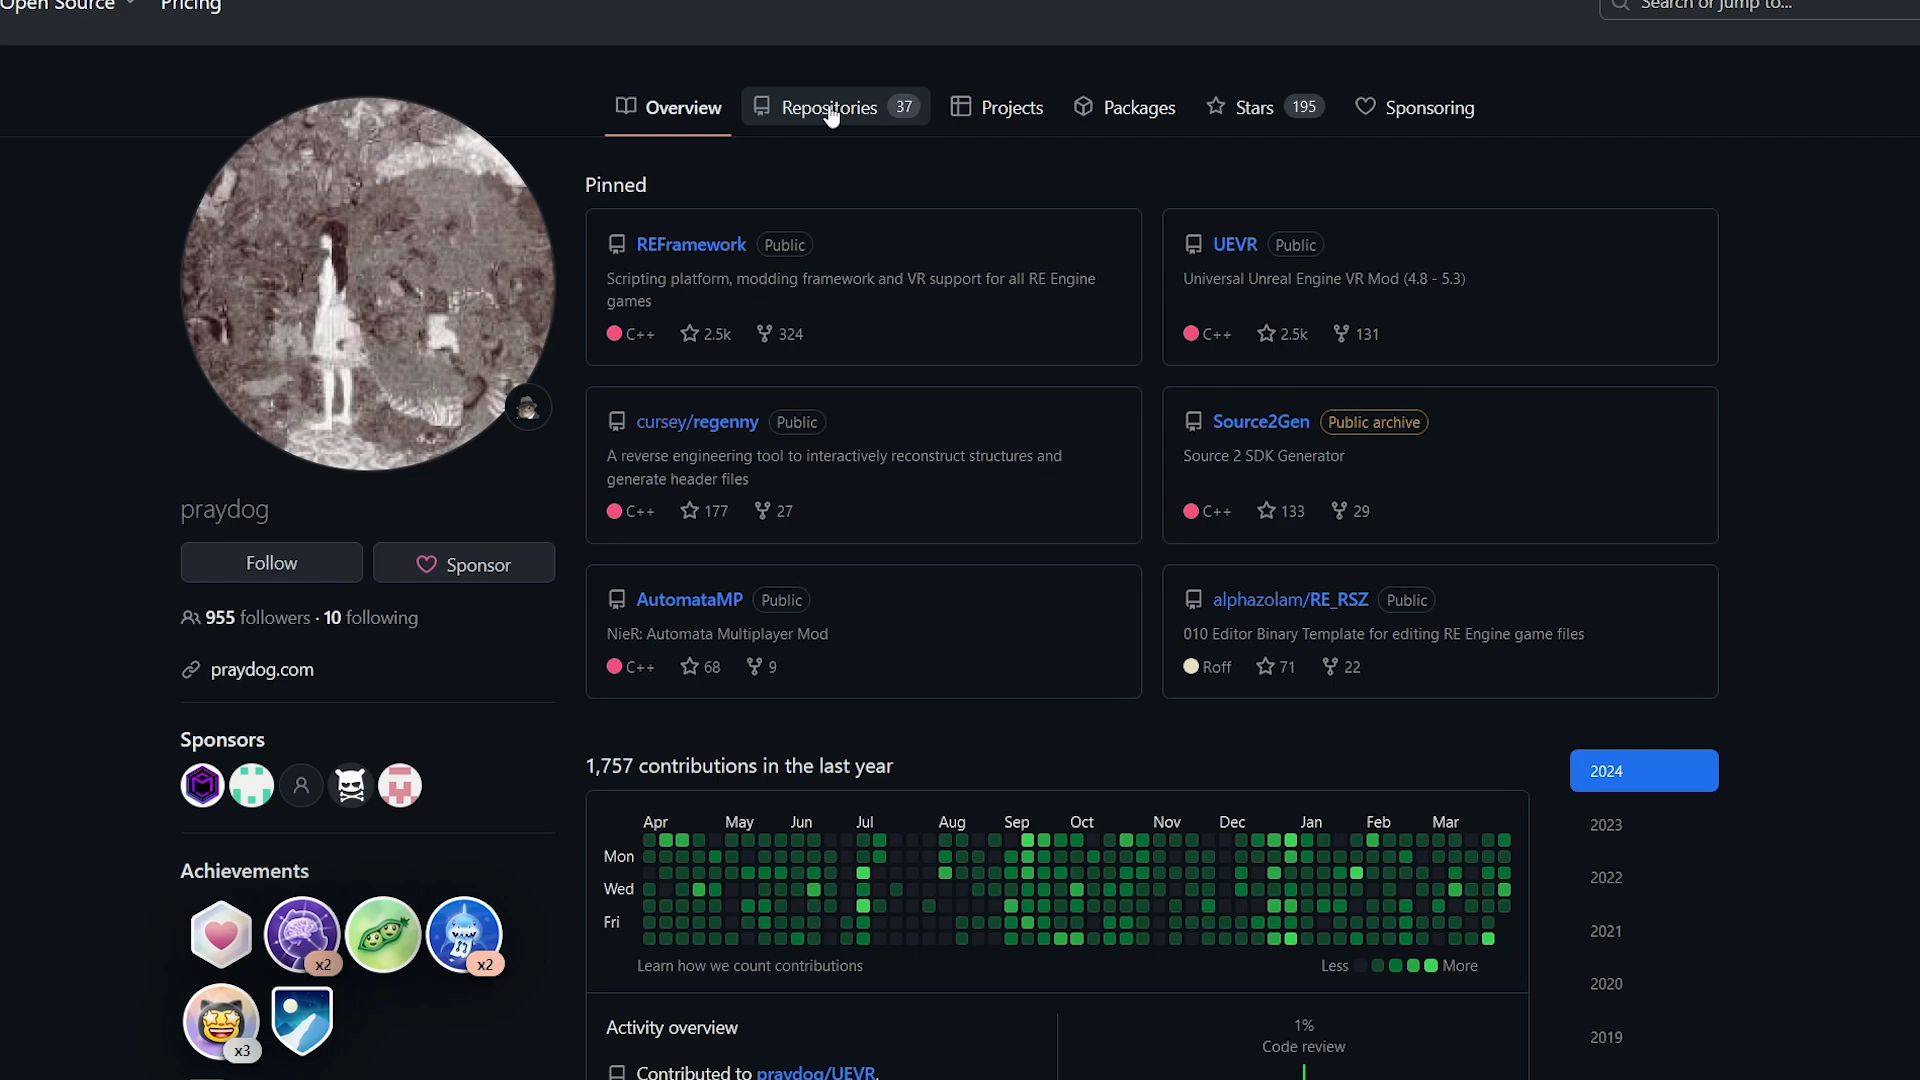 Open Source Pricing
Search or jump to...
Overview Repositories 37 Projects Packages Stars 195 Sponsoring
Pinned
REFramework Public
Scripting platform, modding framework and VR support for all RE Engine
games
C++ 2.5k 324
UEVR Public
Universal Unreal Engine VR Mod (4.8 - 5.3)
C++ 2.5k 131
cursey/regenny Public
A reverse engineering tool to interactively reconstruct structures and
generate header files
C++ 177 27
Source2Gen Public archive
Source 2 SDK Generator
C++ 133 29
AutomataMP Public
NieR: Automata Multiplayer Mod
C++ 68 9
alphazolam/RE_RSZ Public
010 Editor Binary Template for editing RE Engine game files
Roff 71 22
praydog
Follow Sponsor
955 followers · 10 following
praydog.com
Sponsors
Achievements
x2 x2
x3
1,757 contributions in the last year
Apr May Jun Jul Aug Sep Oct Nov Dec Jan Feb Mar
Mon
Wed
Fri
Learn how we count contributions Less More
2024
2023
2022
2021
2020
2019
Activity overview
Contributed to praydog/UEVR,
1%
Code review